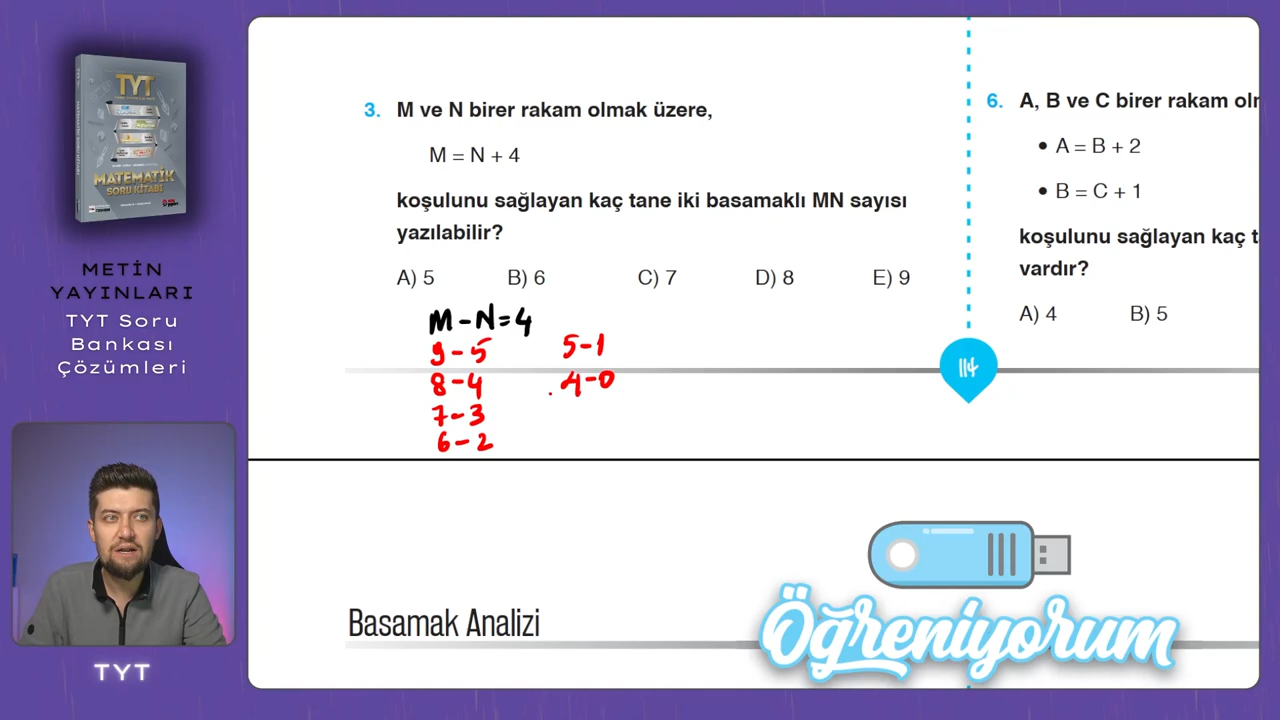 TYT
MATEMATİK
SORU KİTABI
METİN
YAYINLARI
TYT Soru
Bankası
Çözümleri
TYT
3. M ve N birer rakam olmak üzere,
M = N + 4
koşulunu sağlayan kaç tane iki basamaklı MN sayısı
yazılabilir?
A) 5 B) 6 C) 7 D) 8 E) 9
M - N = 4
9 - 5
8 - 4
7 - 3
6 - 2
5 - 1
4 - 0
114
6. A, B ve C birer rakam olm
• A = B + 2
• B = C + 1
koşulunu sağlayan kaç t
vardır?
A) 4 B) 5
Basamak Analizi
Öğreniyorum